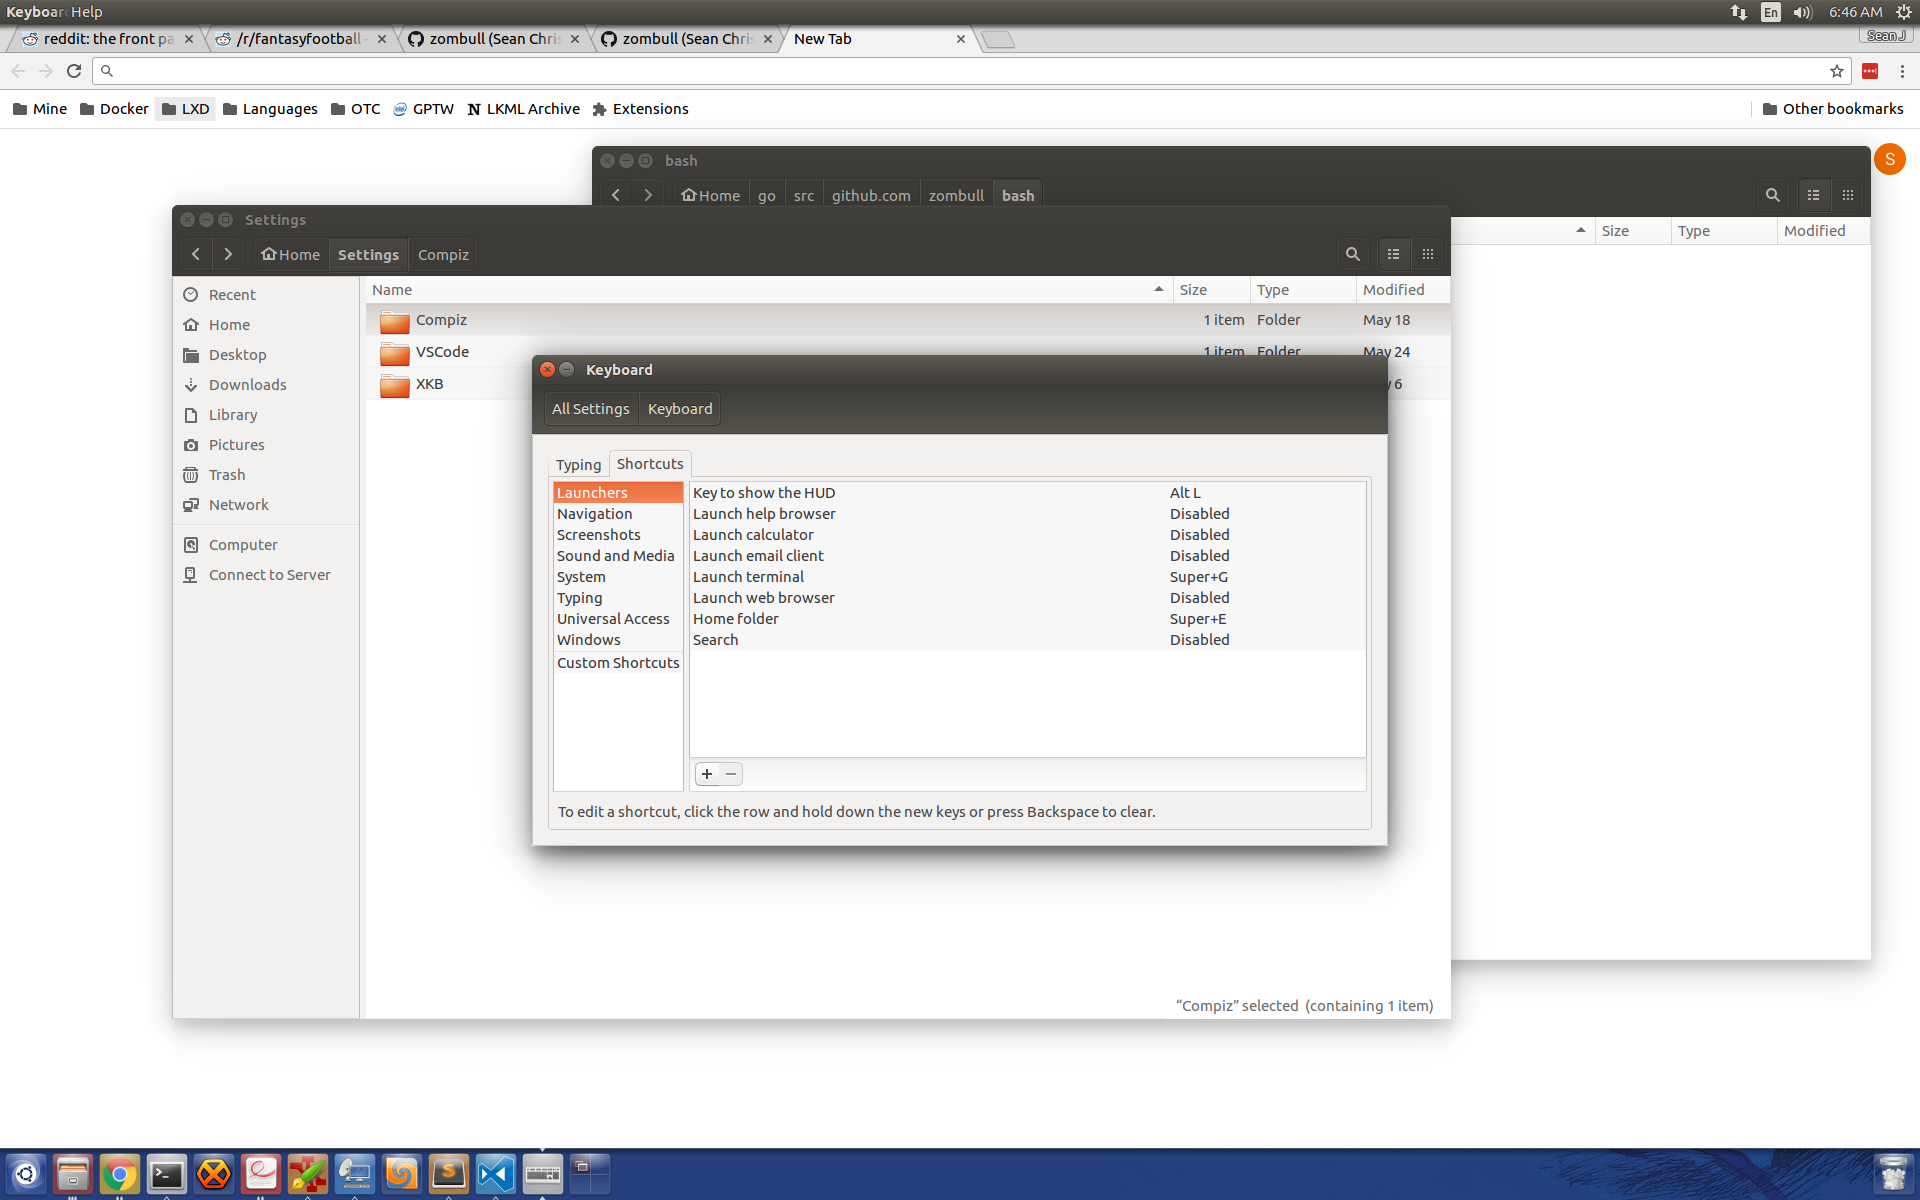 Keyboar Help
En 6:46 AM
reddit: the front pa
/r/fantasyfootball -
zombull (Sean Chris
zombull (Sean Chris
New Tab
Sean J
Mine Docker LXD Languages OTC GPTW LKML Archive Extensions Other bookmarks
S
bash
Home go src github.com zombull bash
Size Type Modified
Settings
Home Settings Compiz
Recent
Home
Desktop
Downloads
Library
Pictures
Trash
Network
Computer
Connect to Server
Name Size Type Modified
Compiz 1 item Folder May 18
VSCode 1 item Folder May 24
XKB y 6
Keyboard
All Settings Keyboard
Typing Shortcuts
Launchers
Navigation
Screenshots
Sound and Media
System
Typing
Universal Access
Windows
Custom Shortcuts
Key to show the HUD Alt L
Launch help browser Disabled
Launch calculator Disabled
Launch email client Disabled
Launch terminal Super+G
Launch web browser Disabled
Home folder Super+E
Search Disabled
To edit a shortcut, click the row and hold down the new keys or press Backspace to clear.
“Compiz” selected (containing 1 item)